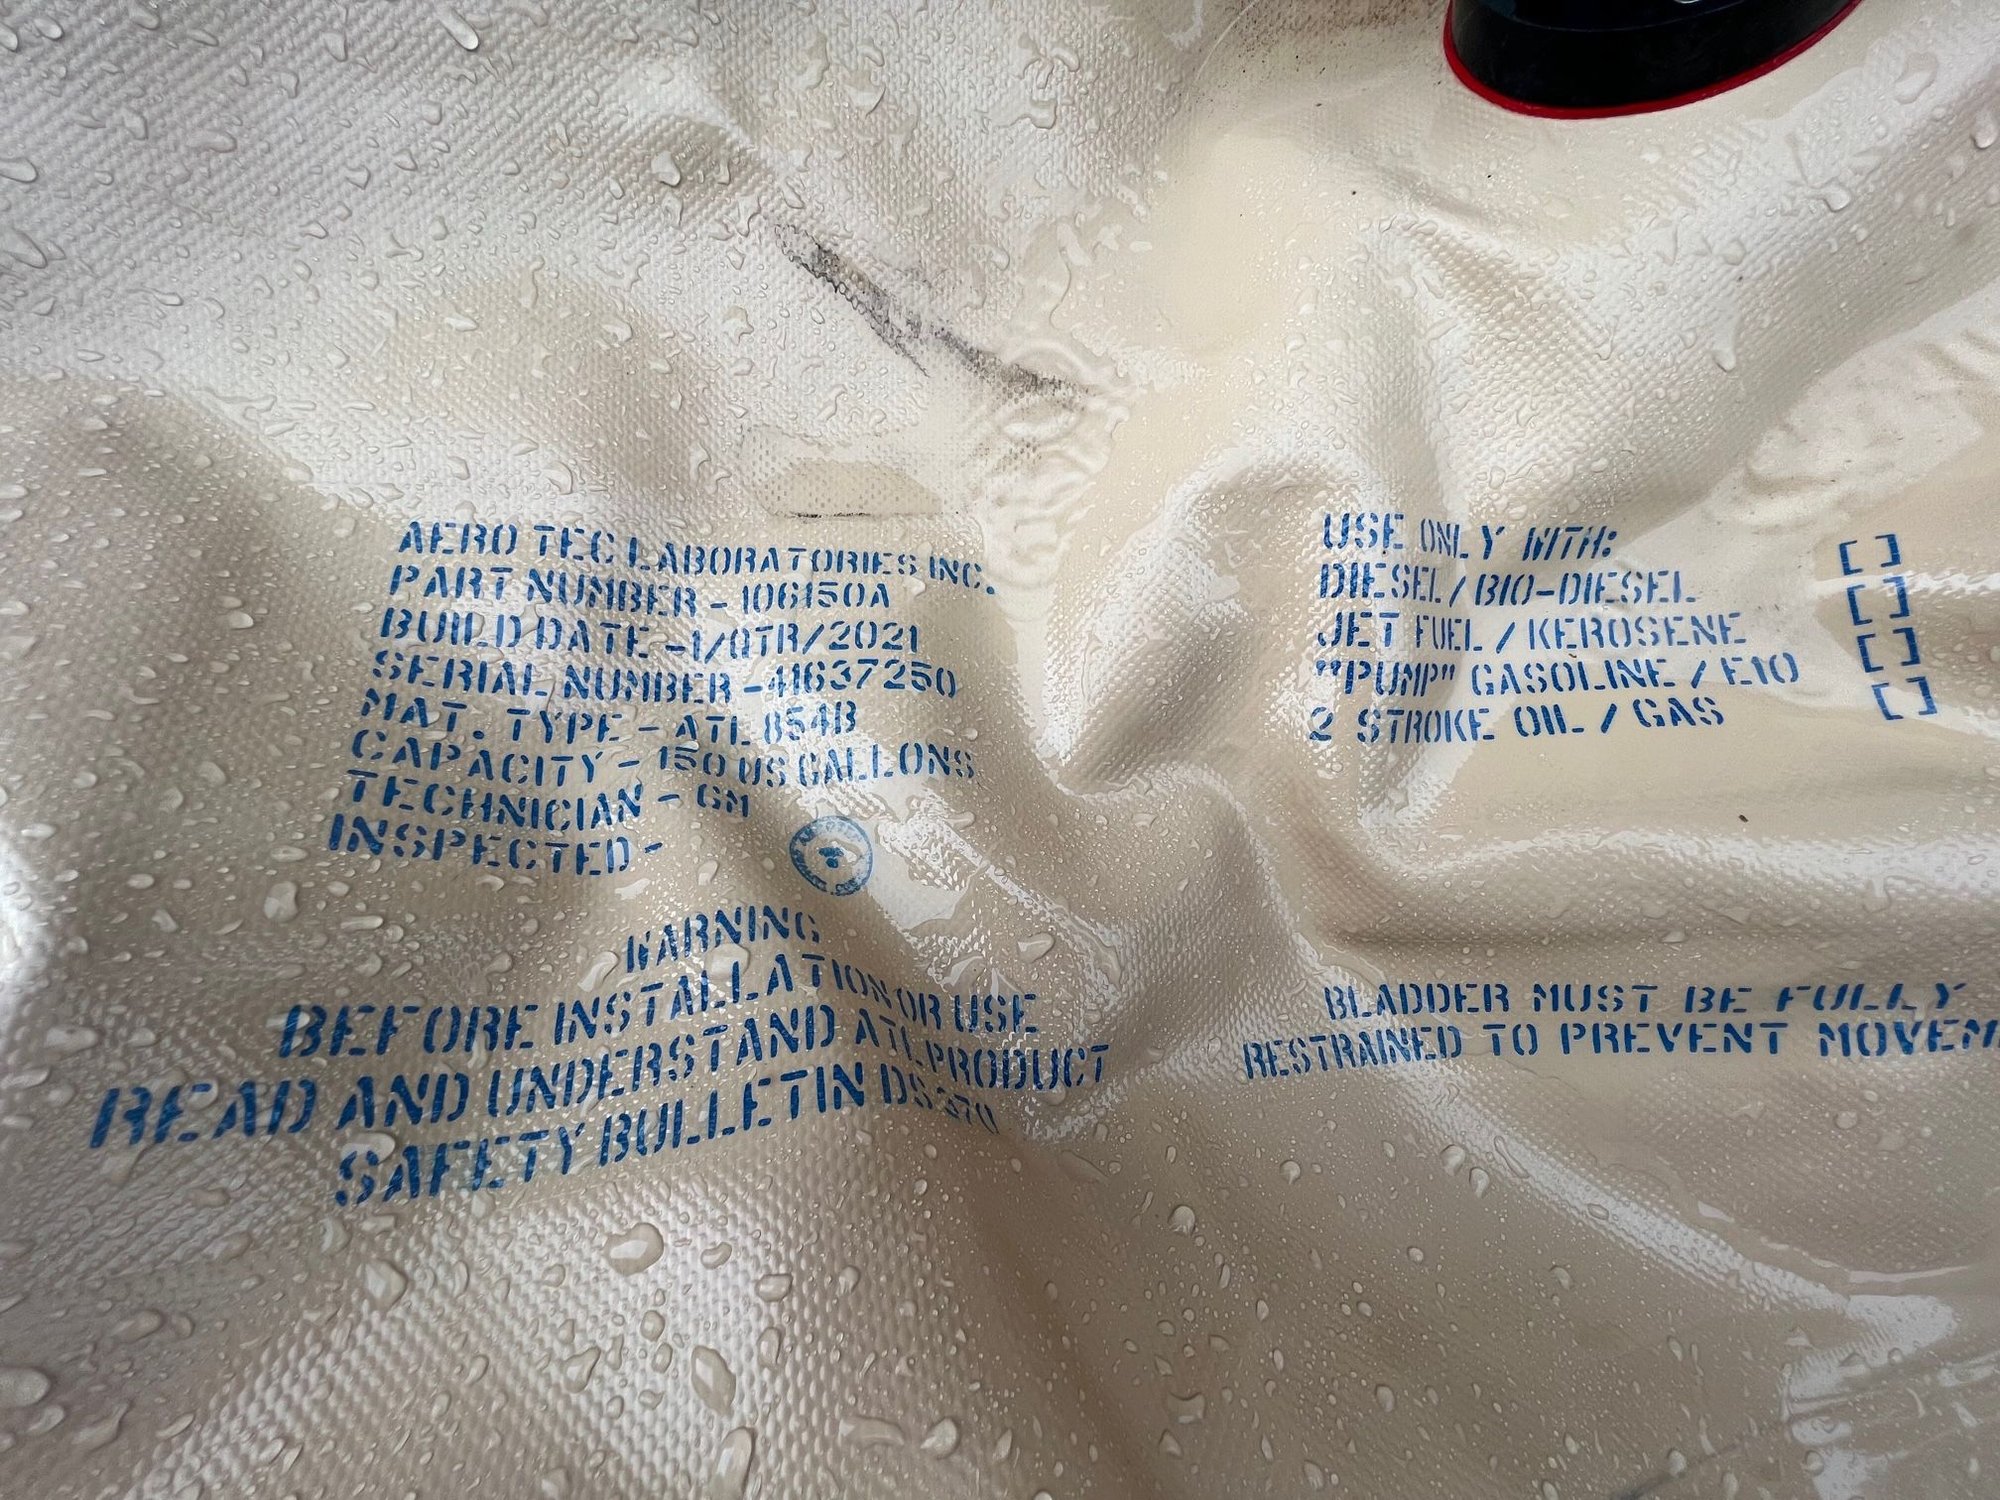 AERO TEC LABORATORIES INC.
PART NUMBER - 106150A
BUILD DATE - 1/QTR/2021
SERIAL NUMBER - 41637250
MAT. TYPE - ATL 854B
CAPACITY - 150 US GALLONS
TECHNICIAN - GM
INSPECTED -
WARNING
BEFORE INSTALLATION OR USE
READ AND UNDERSTAND ATL PRODUCT
SAFETY BULLETIN DS 370
USE ONLY WITH:
DIESEL/BIO-DIESEL [ ]
JET FUEL / KEROSENE [ ]
"PUMP" GASOLINE / E10 [ ]
2 STROKE OIL / GAS [ ]
BLADDER MUST BE FULLY
RESTRAINED TO PREVENT MOVEM